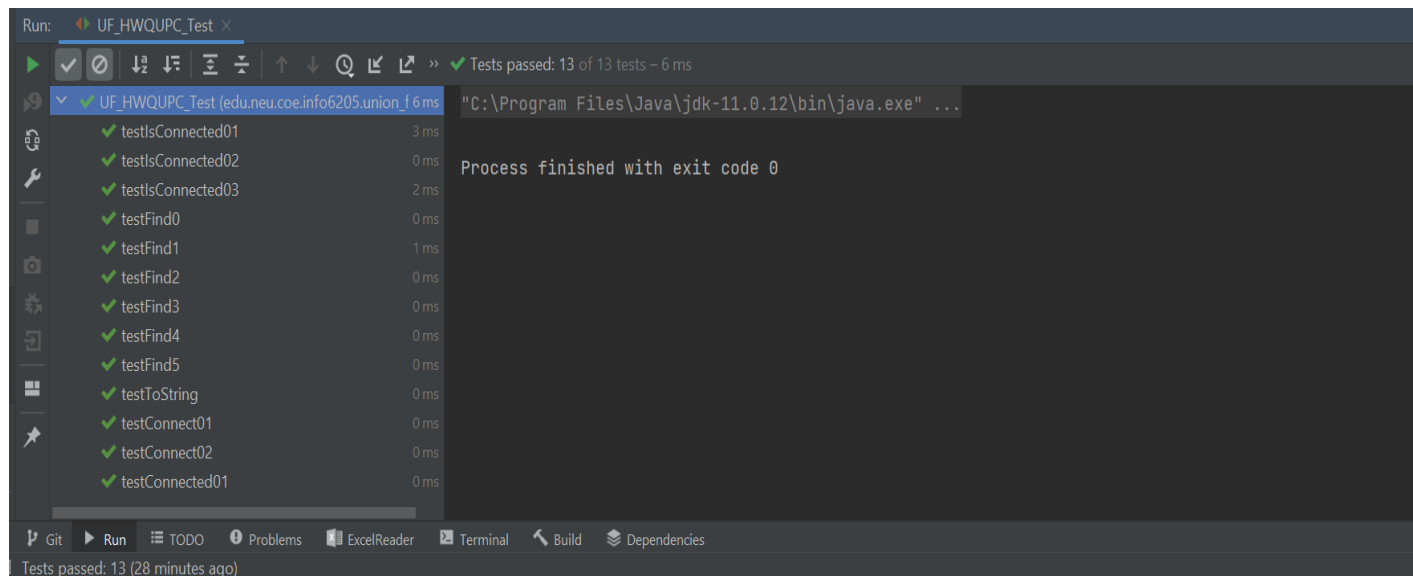 Run: UF_HWQUPC_Test ×
» Tests passed: 13 of 13 tests – 6 ms
UF_HWQUPC_Test (edu.neu.coe.info6205.union_f 6 ms
"C:\Program Files\Java\jdk-11.0.12\bin\java.exe" ...
testIsConnected01 3 ms
testIsConnected02 0 ms
Process finished with exit code 0
testIsConnected03 2 ms
testFind0 0 ms
testFind1 1 ms
testFind2 0 ms
testFind3 0 ms
testFind4 0 ms
testFind5 0 ms
testToString 0 ms
testConnect01 0 ms
testConnect02 0 ms
testConnected01 0 ms
Git Run TODO Problems ExcelReader Terminal Build Dependencies
Tests passed: 13 (28 minutes ago)